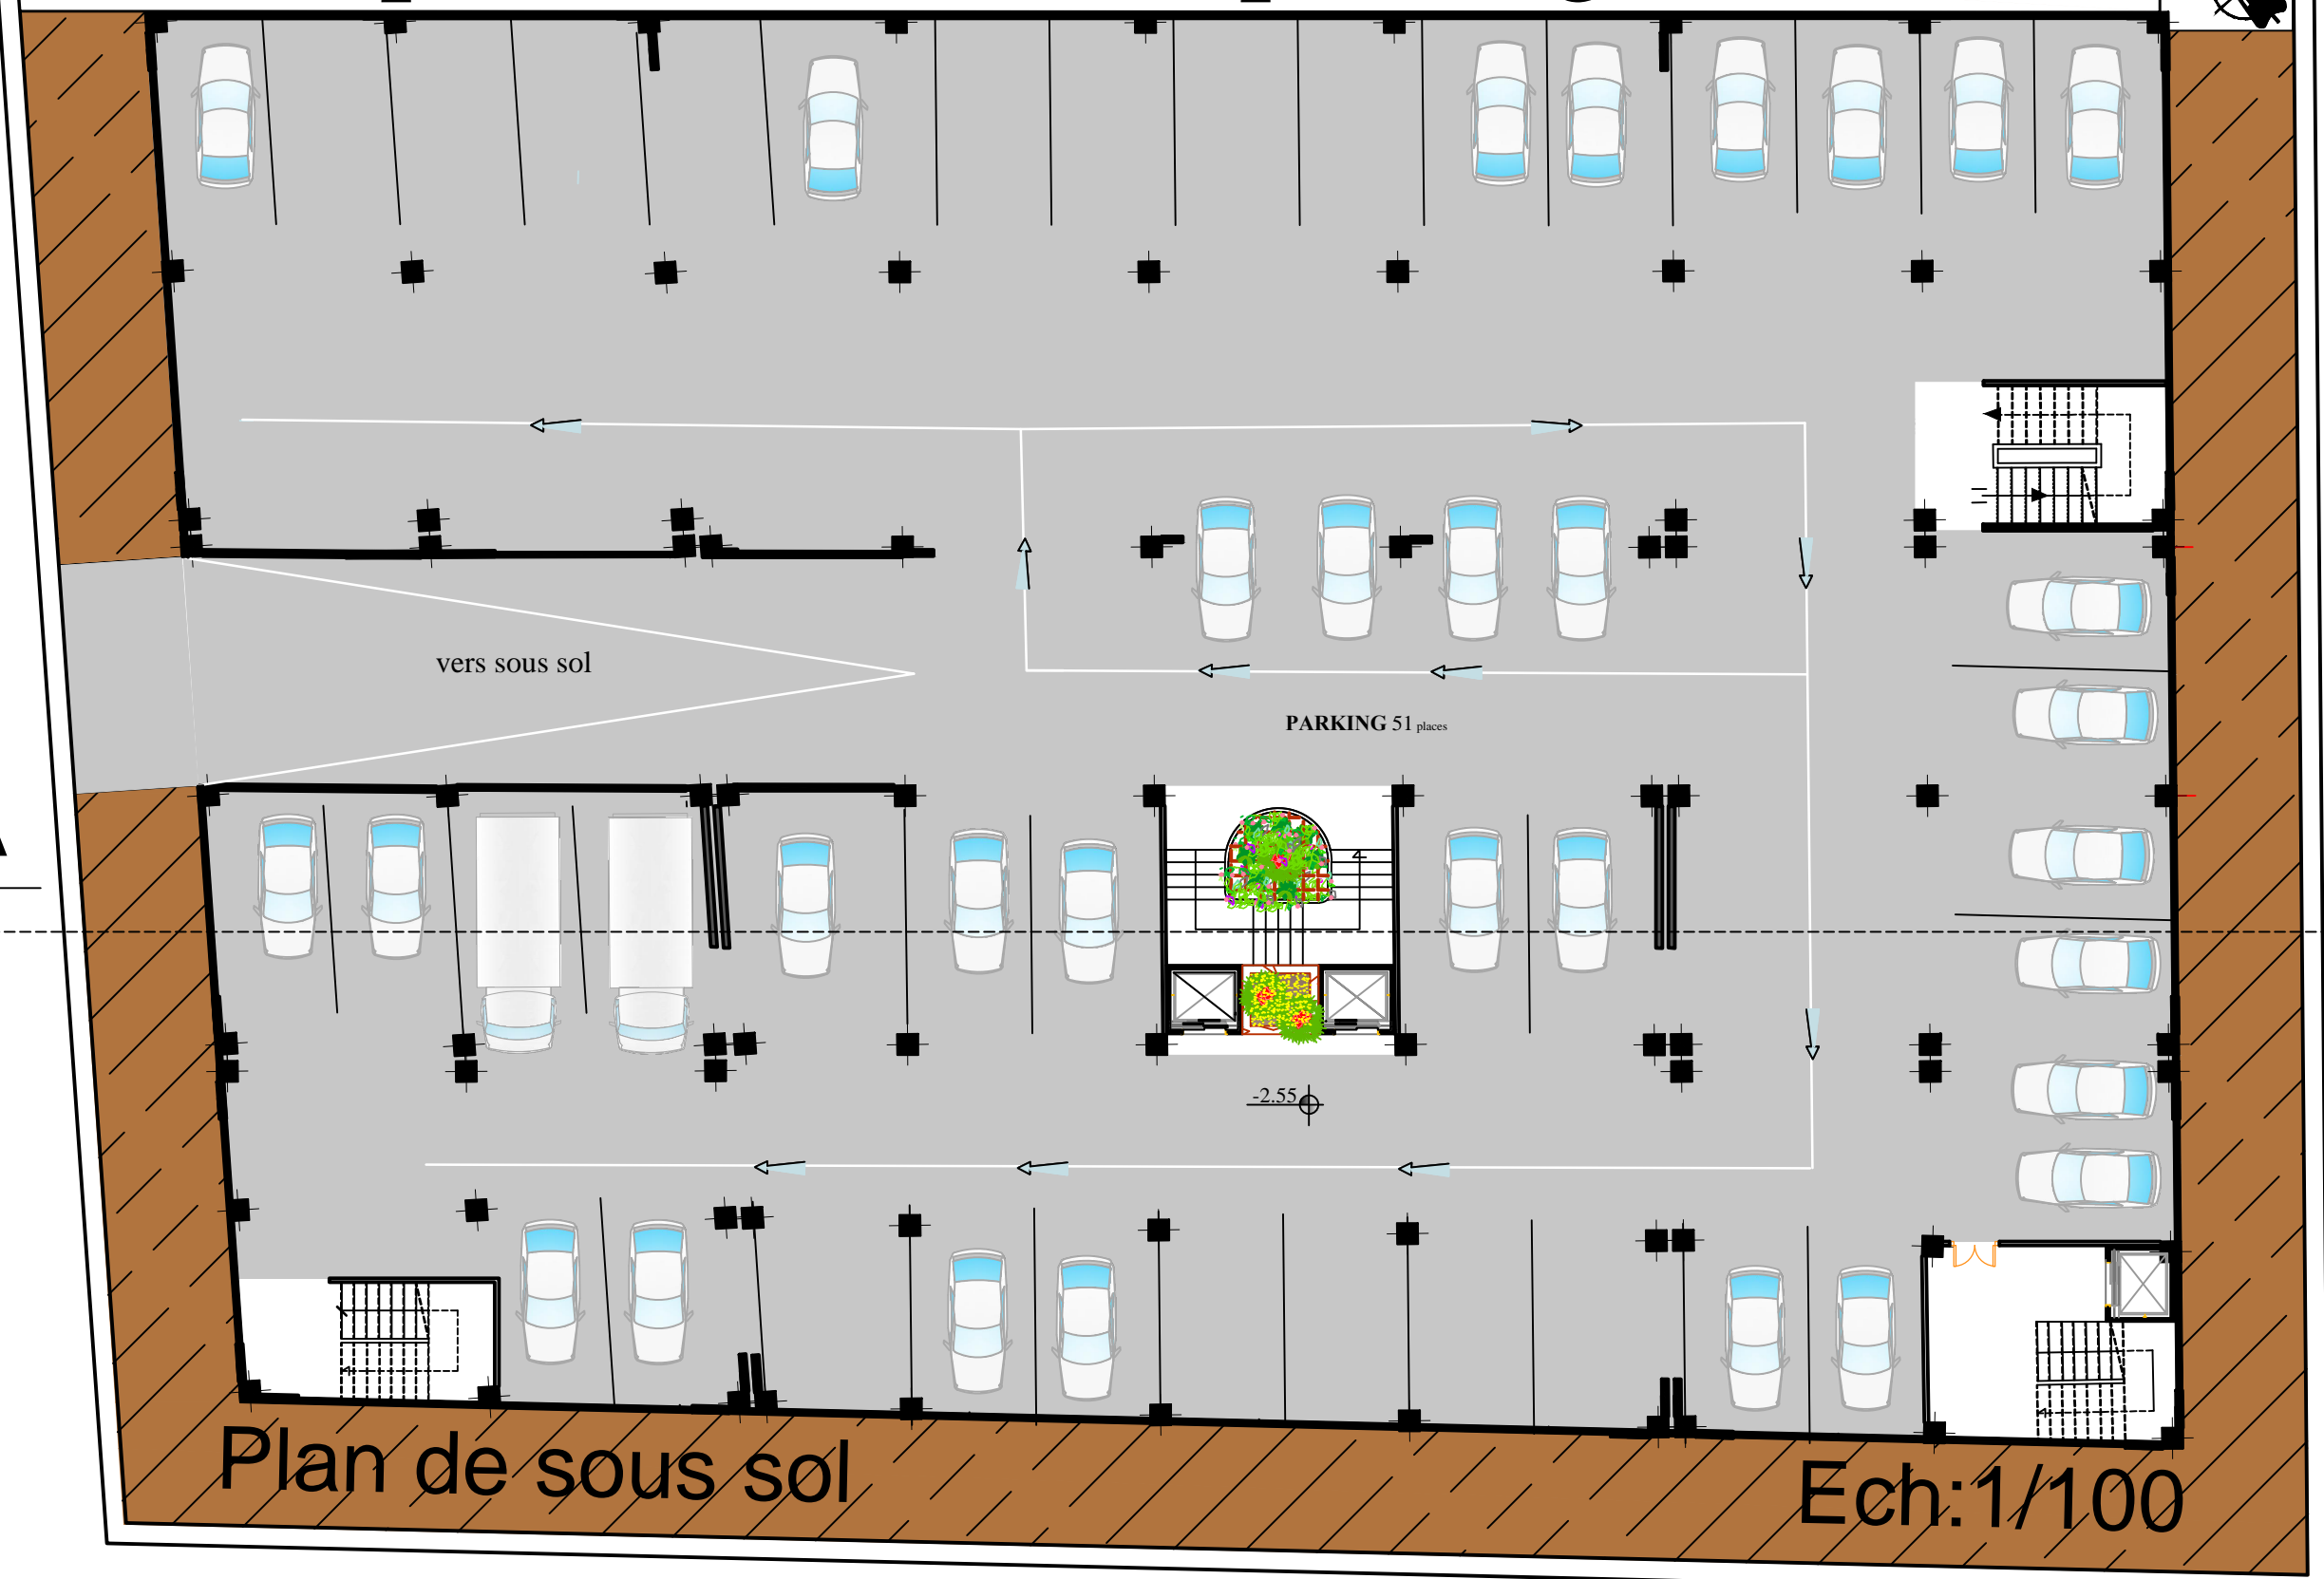 vers sous sol
PARKING 51 places
-2.55
Plan de sous sol
Ech:1/100